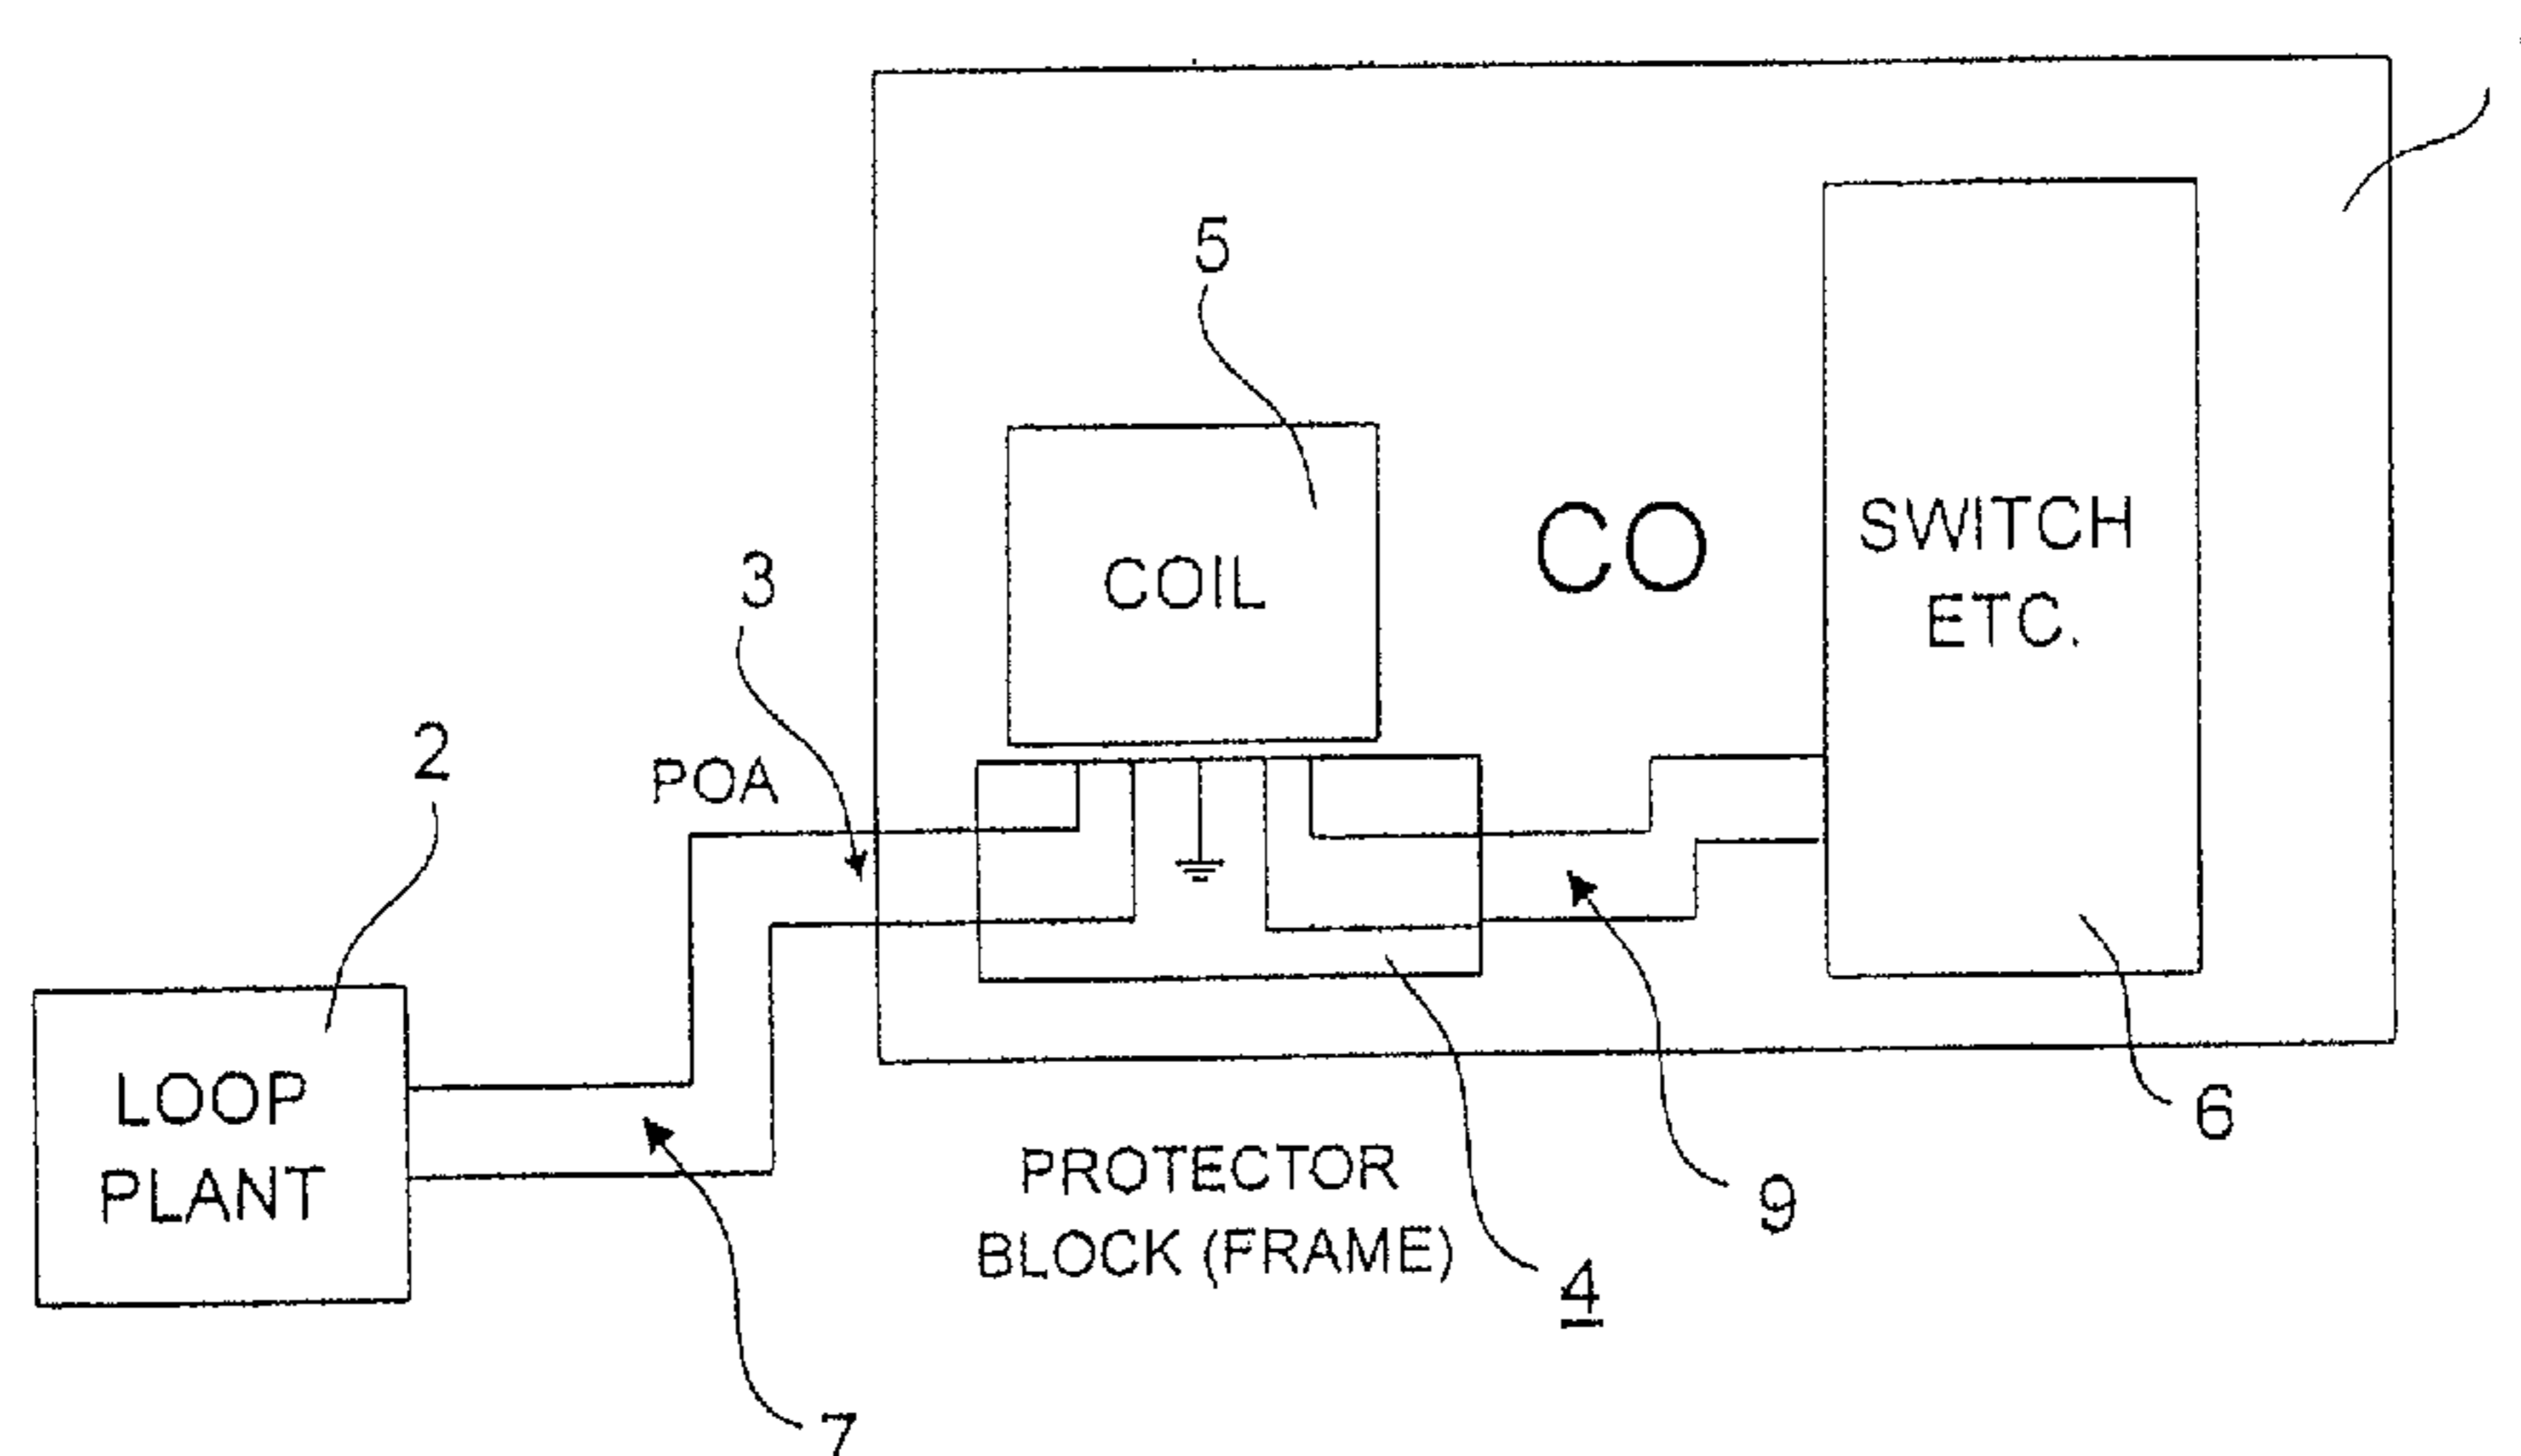 5
COIL
CO
SWITCH
ETC.
3
POA
2
LOOP
PLANT
6
9
PROTECTOR
BLOCK (FRAME)
4
7